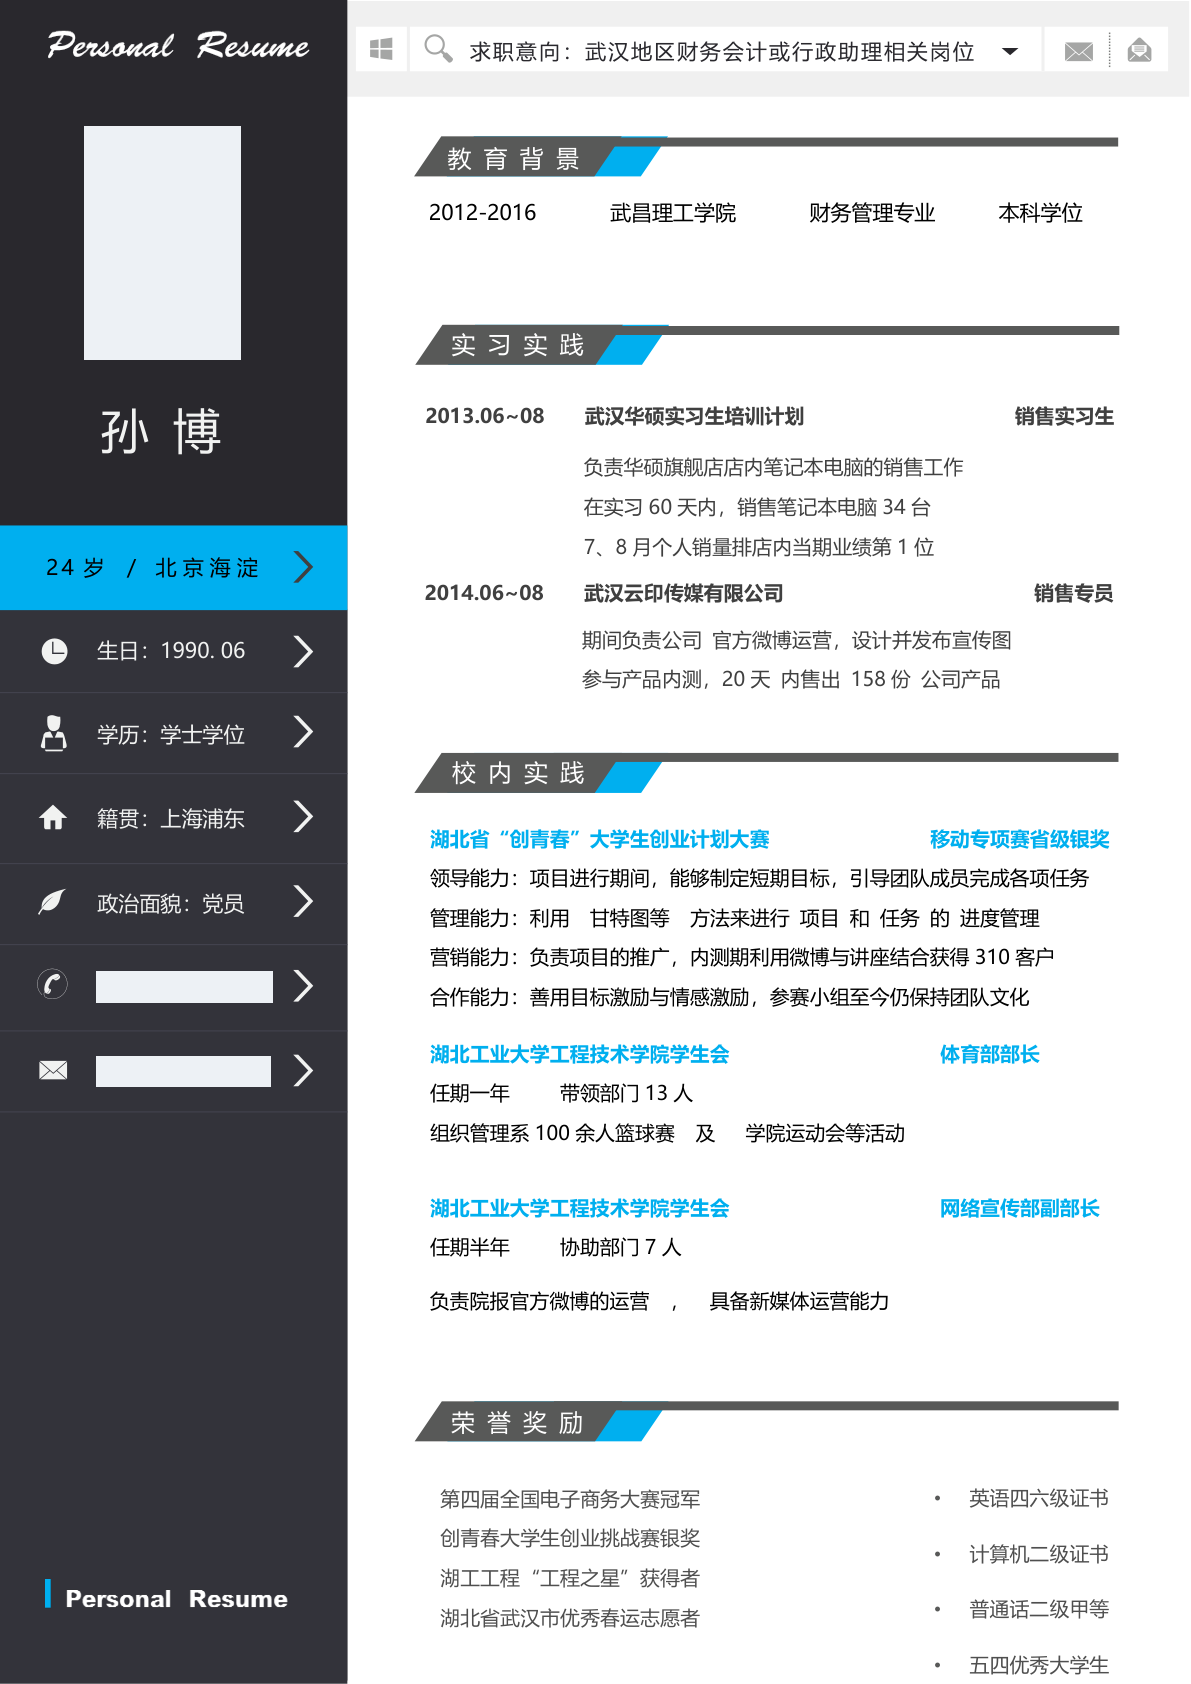 Personal Resume
孙 博
24 岁 / 北京海淀
生日：1990. 06
学历：学士学位
籍贯：上海浦东
政治面貌：党员
Personal Resume
求职意向：武汉地区财务会计或行政助理相关岗位
教育背景
2012-2016 武昌理工学院 财务管理专业 本科学位
实习实践
2013.06~08 武汉华硕实习生培训计划 销售实习生
负责华硕旗舰店店内笔记本电脑的销售工作
在实习 60 天内，销售笔记本电脑 34 台
7、8 月个人销量排店内当期业绩第 1 位
2014.06~08 武汉云印传媒有限公司 销售专员
期间负责公司 官方微博运营，设计并发布宣传图
参与产品内测，20 天 内售出 158 份 公司产品
校内实践
湖北省“创青春”大学生创业计划大赛 移动专项赛省级银奖
领导能力：项目进行期间，能够制定短期目标，引导团队成员完成各项任务
管理能力：利用 甘特图等 方法来进行 项目 和 任务 的 进度管理
营销能力：负责项目的推广，内测期利用微博与讲座结合获得 310 客户
合作能力：善用目标激励与情感激励，参赛小组至今仍保持团队文化
湖北工业大学工程技术学院学生会 体育部部长
任期一年 带领部门 13 人
组织管理系 100 余人篮球赛 及 学院运动会等活动
湖北工业大学工程技术学院学生会 网络宣传部副部长
任期半年 协助部门 7 人
负责院报官方微博的运营 ， 具备新媒体运营能力
荣誉奖励
第四届全国电子商务大赛冠军
创青春大学生创业挑战赛银奖
湖工工程“工程之星”获得者
湖北省武汉市优秀春运志愿者
• 英语四六级证书
• 计算机二级证书
• 普通话二级甲等
• 五四优秀大学生